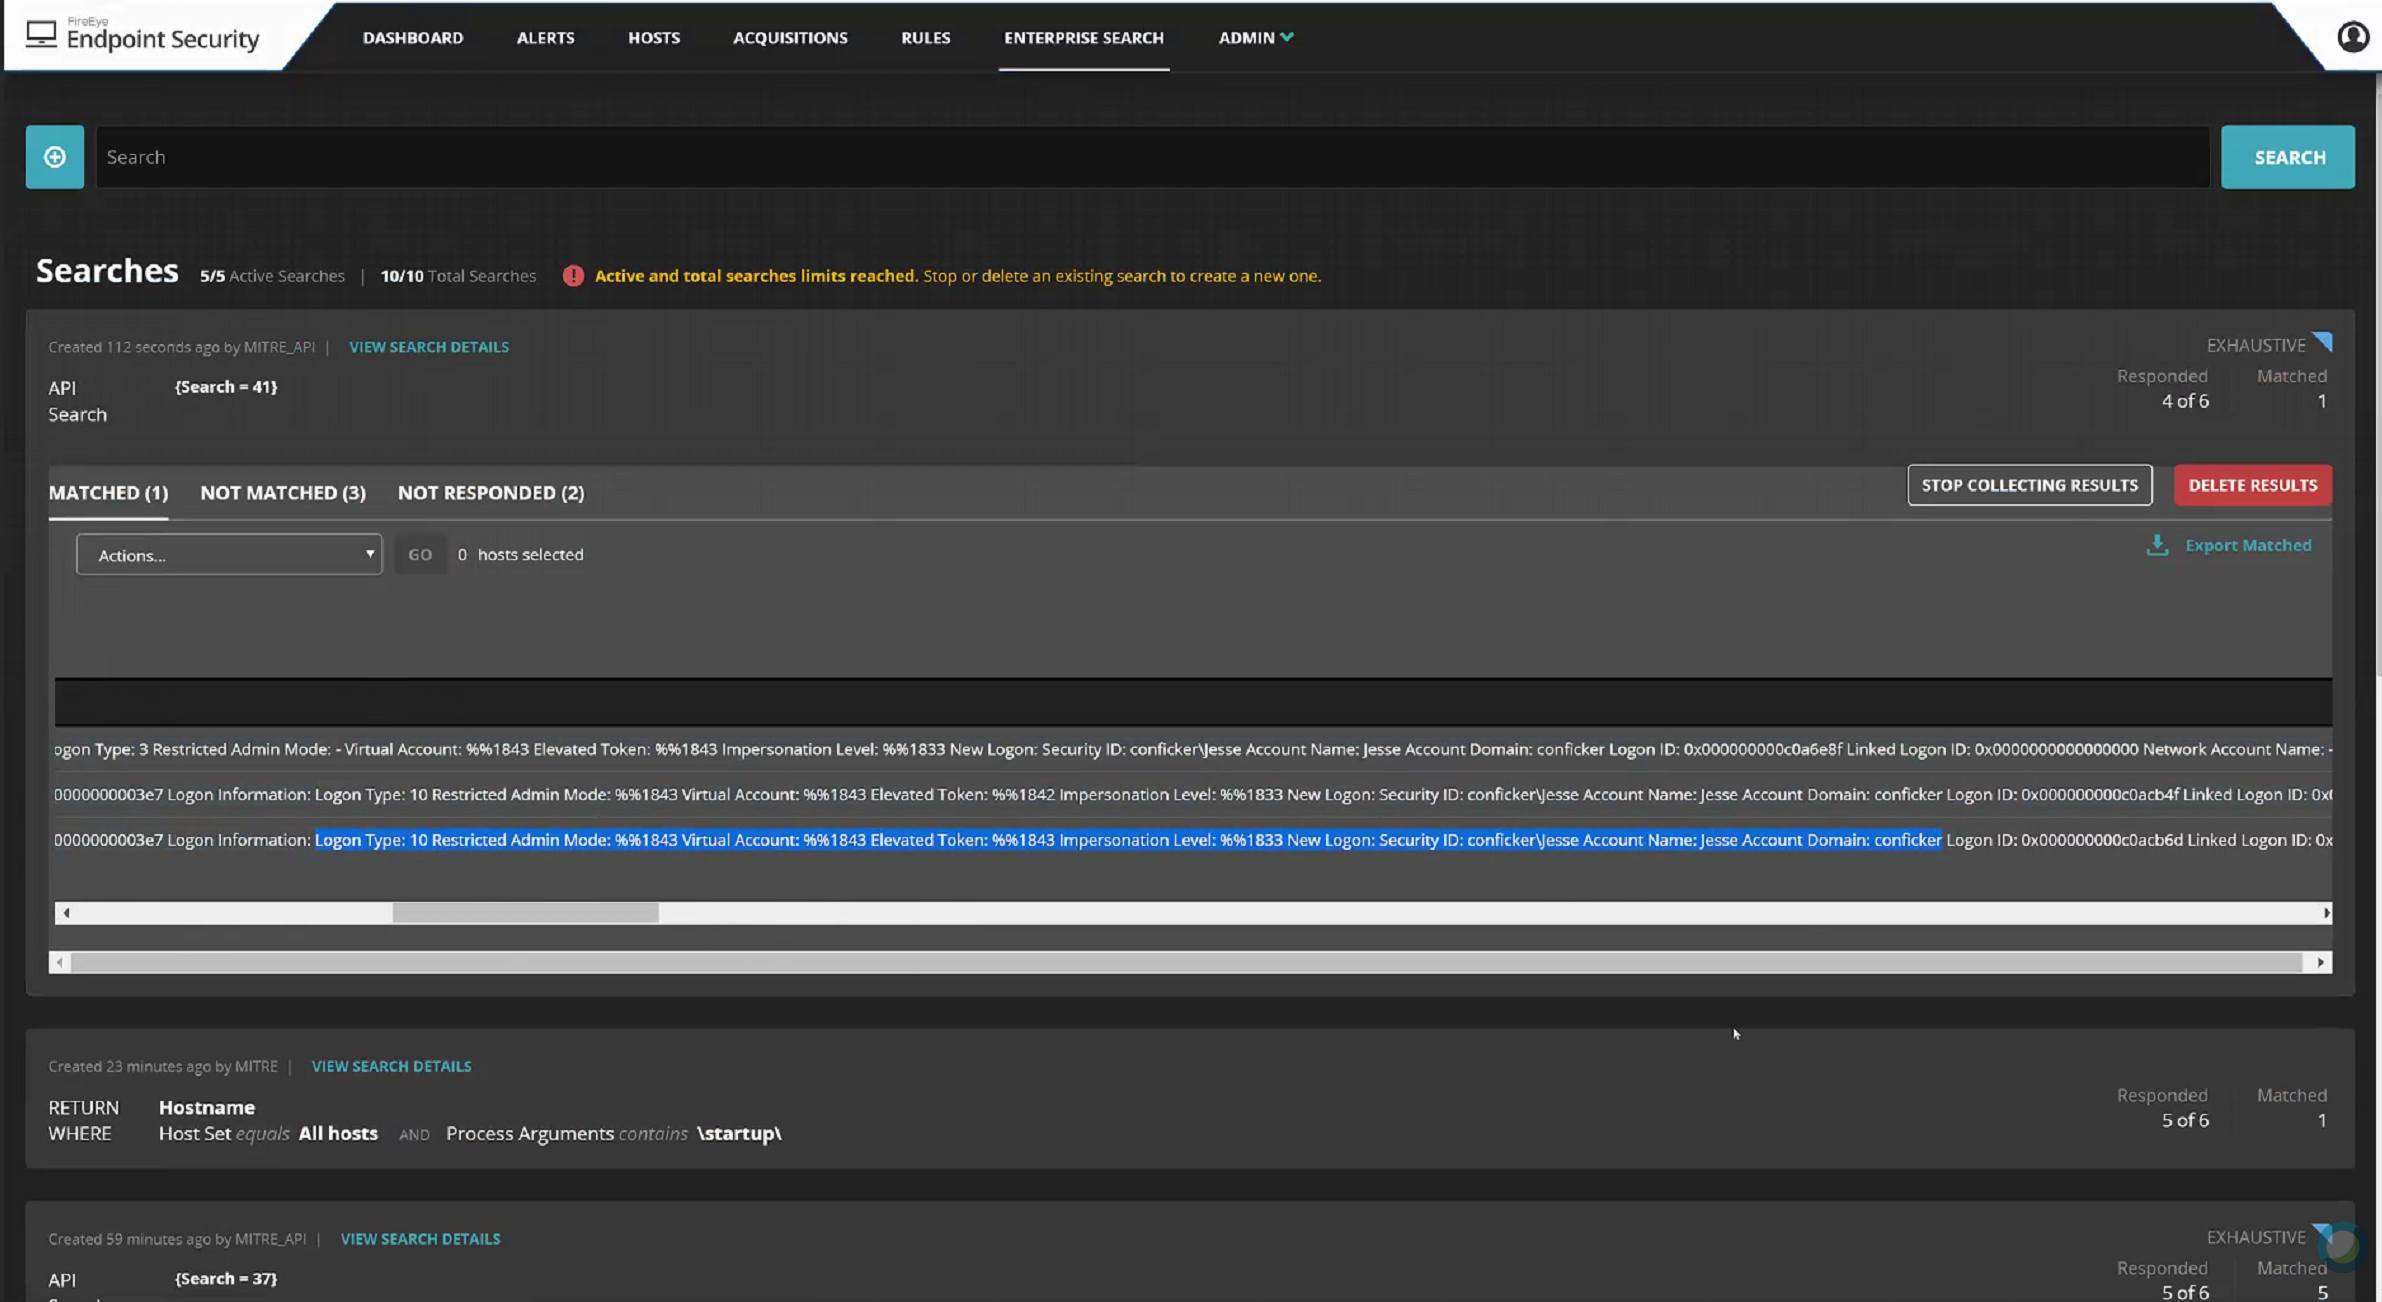 FireEye
Endpoint Security
DASHBOARD ALERTS HOSTS ACQUISITIONS RULES ENTERPRISE SEARCH ADMIN
Search SEARCH
Searches 5/5 Active Searches | 10/10 Total Searches Active and total searches limits reached. Stop or delete an existing search to create a new one.
Created 112 seconds ago by MITRE_API | VIEW SEARCH DETAILS EXHAUSTIVE
Responded Matched
API {Search = 41} 4 of 6 1
Search
MATCHED (1) NOT MATCHED (3) NOT RESPONDED (2) STOP COLLECTING RESULTS DELETE RESULTS
Actions... GO 0 hosts selected Export Matched
ogon Type: 3 Restricted Admin Mode: - Virtual Account: %%1843 Elevated Token: %%1843 Impersonation Level: %%1833 New Logon: Security ID: conficker\Jesse Account Name: Jesse Account Domain: conficker Logon ID: 0x000000000c0a6e8f Linked Logon ID: 0x0000000000000000 Network Account Name: -
0000000003e7 Logon Information: Logon Type: 10 Restricted Admin Mode: %%1843 Virtual Account: %%1843 Elevated Token: %%1842 Impersonation Level: %%1833 New Logon: Security ID: conficker\Jesse Account Name: Jesse Account Domain: conficker Logon ID: 0x000000000c0acb4f Linked Logon ID: 0x
0000000003e7 Logon Information: Logon Type: 10 Restricted Admin Mode: %%1843 Virtual Account: %%1843 Elevated Token: %%1843 Impersonation Level: %%1833 New Logon: Security ID: conficker\Jesse Account Name: Jesse Account Domain: conficker Logon ID: 0x000000000c0acb6d Linked Logon ID: 0x
Created 23 minutes ago by MITRE | VIEW SEARCH DETAILS
Responded Matched
RETURN Hostname 5 of 6 1
WHERE Host Set equals All hosts AND Process Arguments contains \startup\
Created 59 minutes ago by MITRE_API | VIEW SEARCH DETAILS EXHAUSTIVE
Responded Matched
API {Search = 37} 5 of 6 5